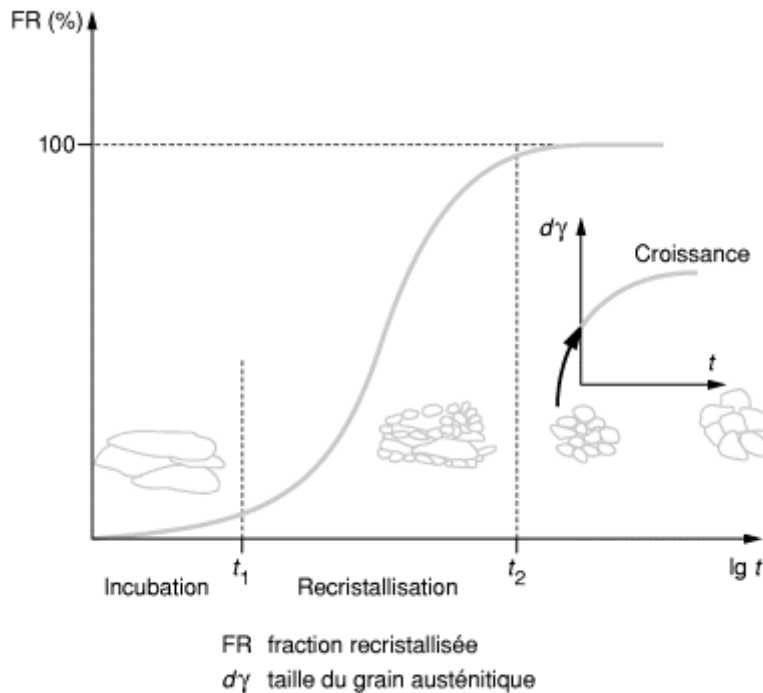 FR (%)
100
dγ
Croissance
t
t1
t2
lg t
Incubation
Recristallisation
FR fraction recristallisée
dγ taille du grain austénitique